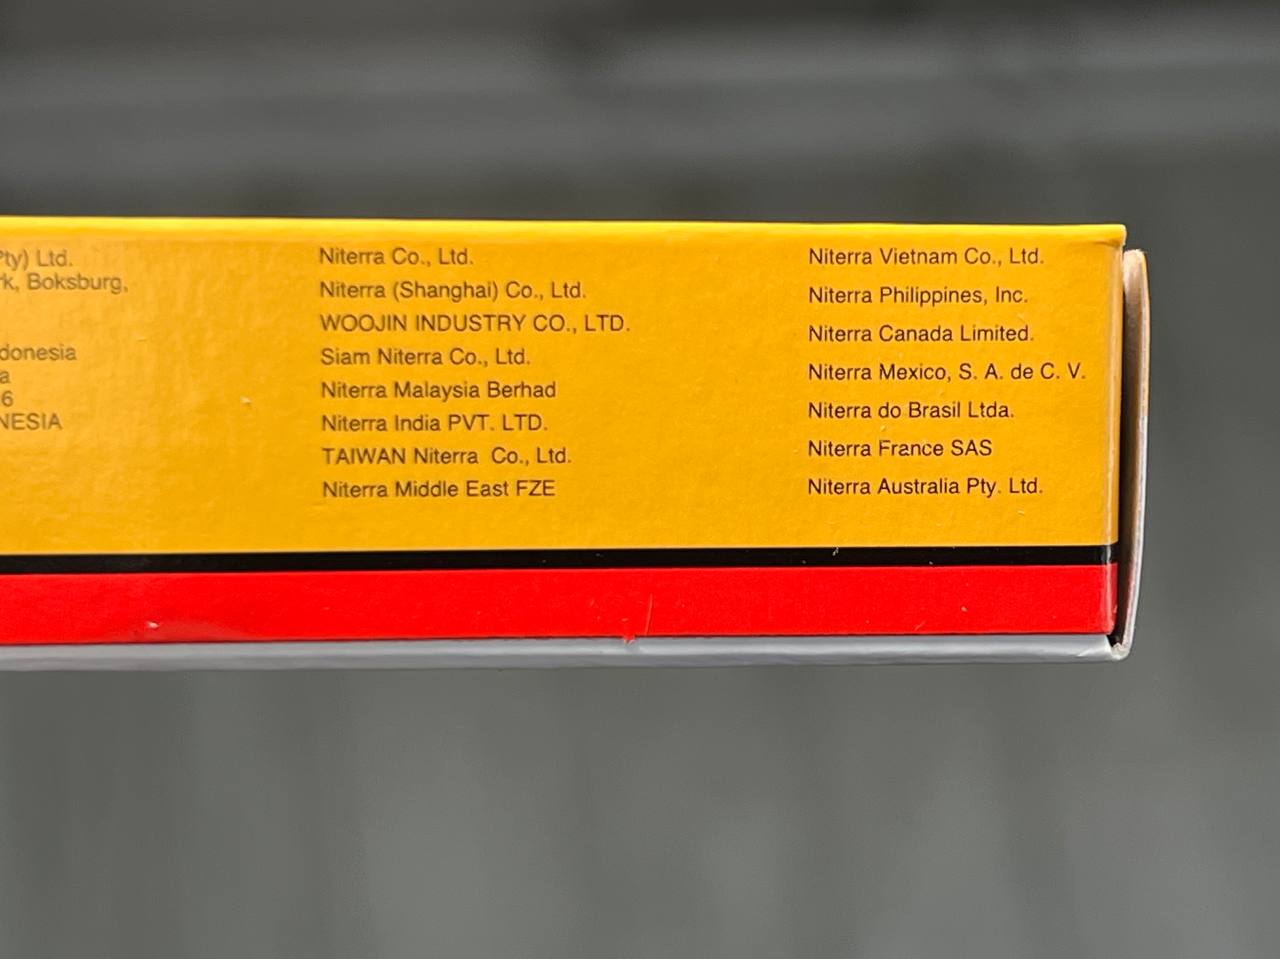 Pty) Ltd.
Boksburg,
donesia
a
6
NESIA
Niterra Co., Ltd.
Niterra (Shanghai) Co., Ltd.
WOOJIN INDUSTRY CO., LTD.
Siam Niterra Co., Ltd.
Niterra Malaysia Berhad
Niterra India PVT. LTD.
TAIWAN Niterra  Co., Ltd.
Niterra Middle East FZE
Niterra Vietnam Co., Ltd.
Niterra Philippines, Inc.
Niterra Canada Limited.
Niterra Mexico, S. A. de C. V.
Niterra do Brasil Ltda.
Niterra France SAS
Niterra Australia Pty. Ltd.